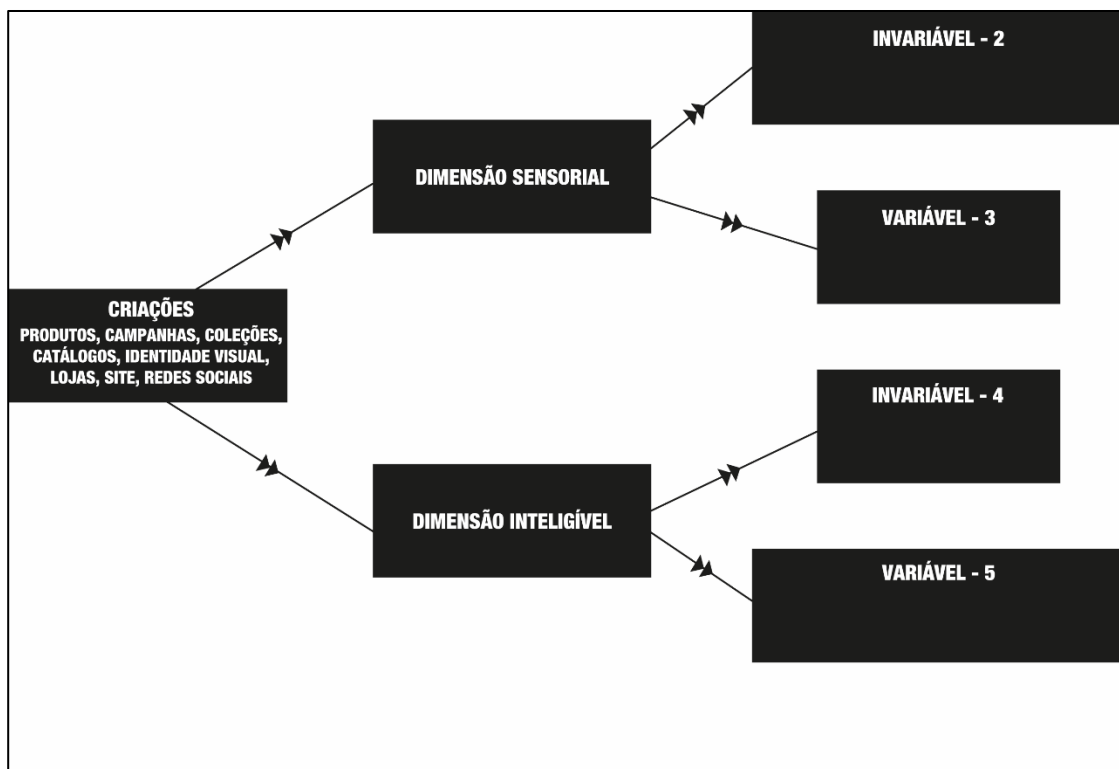 INVARIÁVEL - 2
DIMENSÃO SENSORIAL
VARIÁVEL - 3
CRIAÇÕES
PRODUTOS, CAMPANHAS, COLEÇÕES,
CATÁLOGOS, IDENTIDADE VISUAL,
LOJAS, SITE, REDES SOCIAIS
INVARIÁVEL - 4
DIMENSÃO INTELIGÍVEL
VARIÁVEL - 5